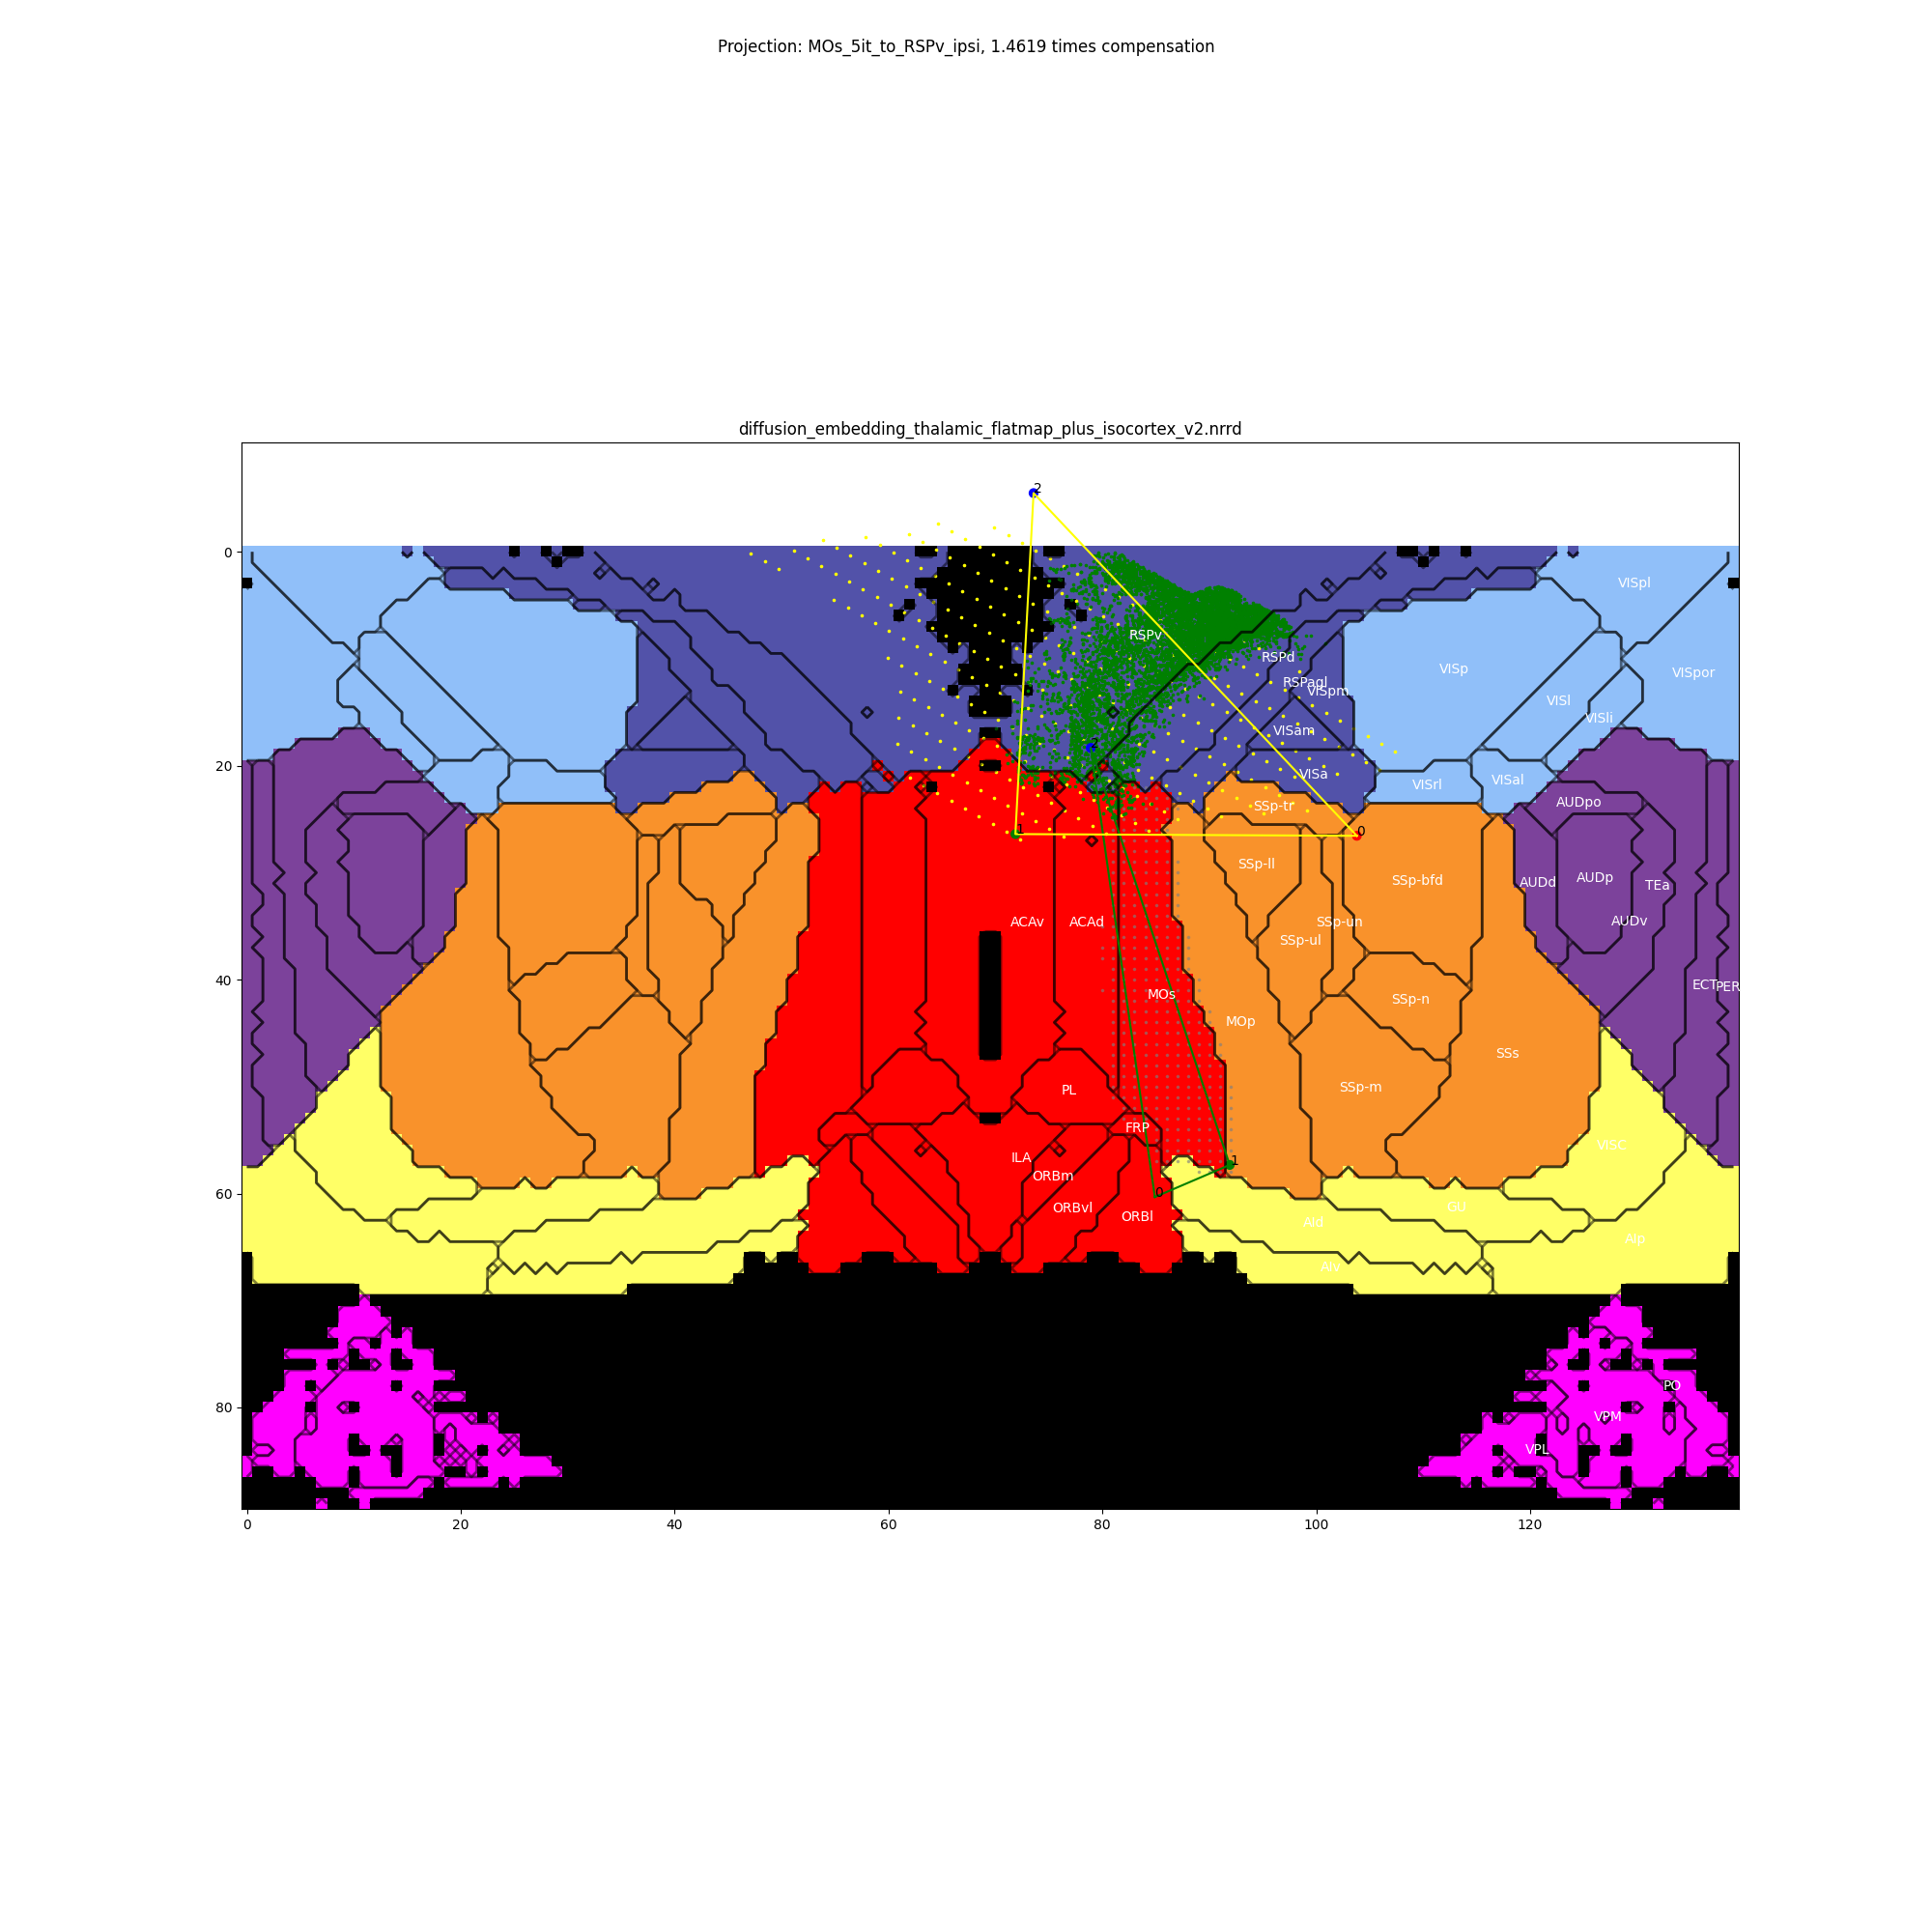 Projection: MOs_5it_to_RSPv_ipsi, 1.4619 times compensation
diffusion_embedding_thalamic_flatmap_plus_isocortex_v2.nrrd
2
0
VISpl
RSPv
RSPd
VISp
VISpor
RSPagl
VISpm
VISl
VISli
VISam
2
20
VISa
VISrl
VISal
AUDpo
SSp-tr
1
0
SSp-ll
SSp-bfd
AUDd
AUDp
TEa
ACAv
ACAd
SSp-un
AUDv
SSp-ul
40
MOs
SSp-n
ECT
PER
MOp
SSs
PL
SSp-m
FRP
VISC
ILA
1
ORBm
60
0
ORBvl
ORBl
AId
GU
AIp
AIv
PO
80
VPM
VPL
0
20
40
60
80
100
120